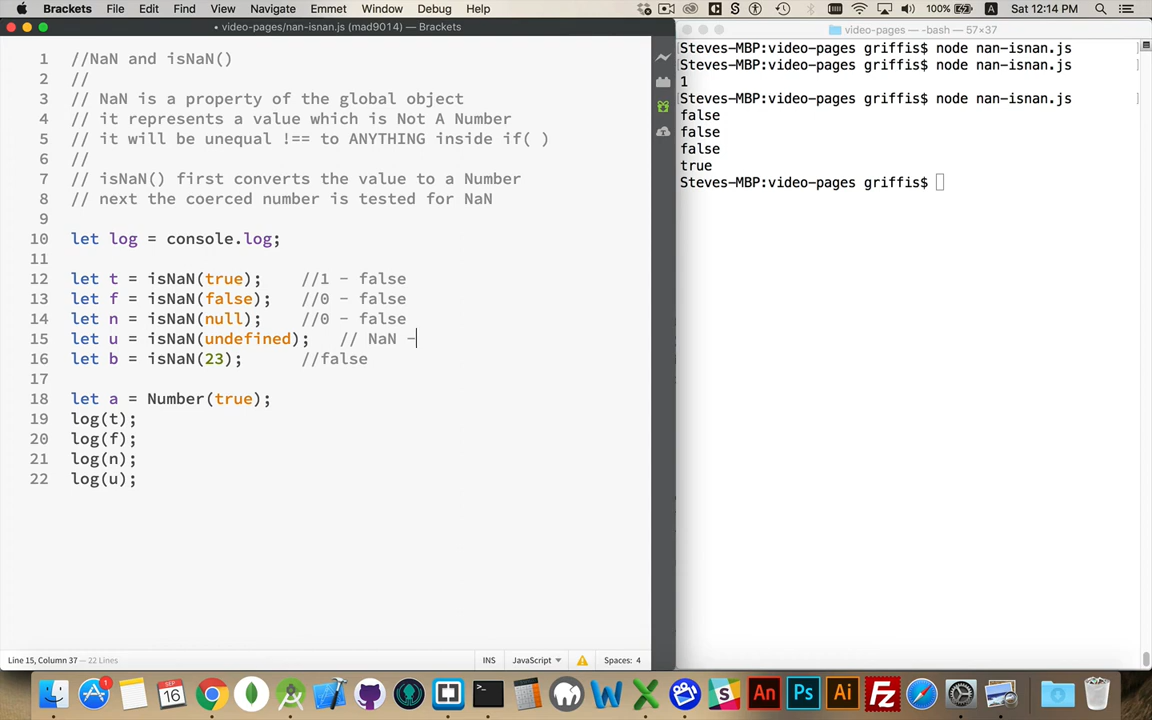 Brackets File Edit Find View Navigate Emmet Window Debug Help 100% A Sat 12:14 PM
• video-pages/nan-isnan.js (mad9014) — Brackets
video-pages — -bash — 57×37
1 //NaN and isNaN()
2 //
3 // NaN is a property of the global object
4 // it represents a value which is Not A Number
5 // it will be unequal !== to ANYTHING inside if( )
6 //
7 // isNaN() first converts the value to a Number
8 // next the coerced number is tested for NaN
9
10 let log = console.log;
11
12 let t = isNaN(true); //1 - false
13 let f = isNaN(false); //0 - false
14 let n = isNaN(null); //0 - false
15 let u = isNaN(undefined); // NaN -
16 let b = isNaN(23); //false
17
18 let a = Number(true);
19 log(t);
20 log(f);
21 log(n);
22 log(u);
Steves-MBP:video-pages griffis$ node nan-isnan.js
Steves-MBP:video-pages griffis$ node nan-isnan.js
1
Steves-MBP:video-pages griffis$ node nan-isnan.js
false
false
false
true
Steves-MBP:video-pages griffis$
Line 15, Column 37 — 22 Lines INS JavaScript Spaces: 4
1 SEP 16 An Ps Ai Fz